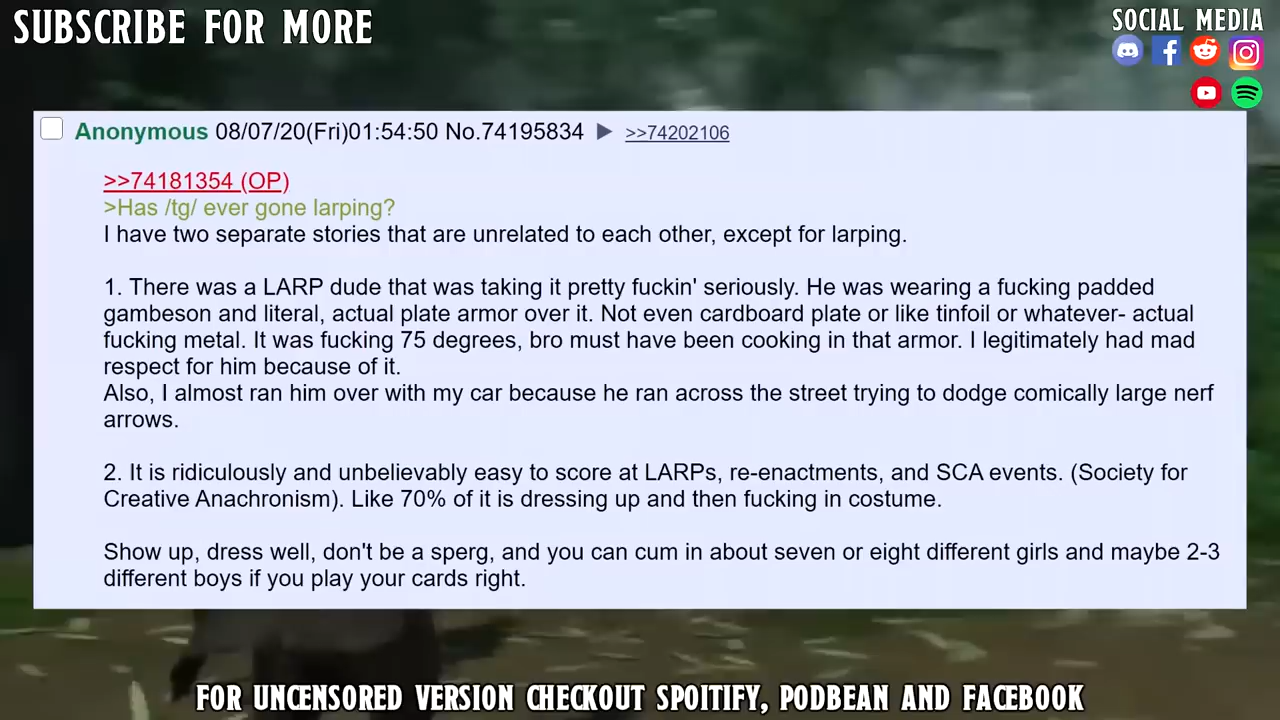 SUBSCRIBE FOR MORE
SOCIAL MEDIA
Anonymous 08/07/20(Fri)01:54:50 No.74195834 ▶ >>74202106
>>74181354 (OP)
>Has /tg/ ever gone larping?
I have two separate stories that are unrelated to each other, except for larping.
1. There was a LARP dude that was taking it pretty fuckin' seriously. He was wearing a fucking padded
gambeson and literal, actual plate armor over it. Not even cardboard plate or like tinfoil or whatever- actual
fucking metal. It was fucking 75 degrees, bro must have been cooking in that armor. I legitimately had mad
respect for him because of it.
Also, I almost ran him over with my car because he ran across the street trying to dodge comically large nerf
arrows.
2. It is ridiculously and unbelievably easy to score at LARPs, re-enactments, and SCA events. (Society for
Creative Anachronism). Like 70% of it is dressing up and then fucking in costume.
Show up, dress well, don't be a sperg, and you can cum in about seven or eight different girls and maybe 2-3
different boys if you play your cards right.
FOR UNCENSORED VERSION CHECKOUT SPOITIFY, PODBEAN AND FACEBOOK